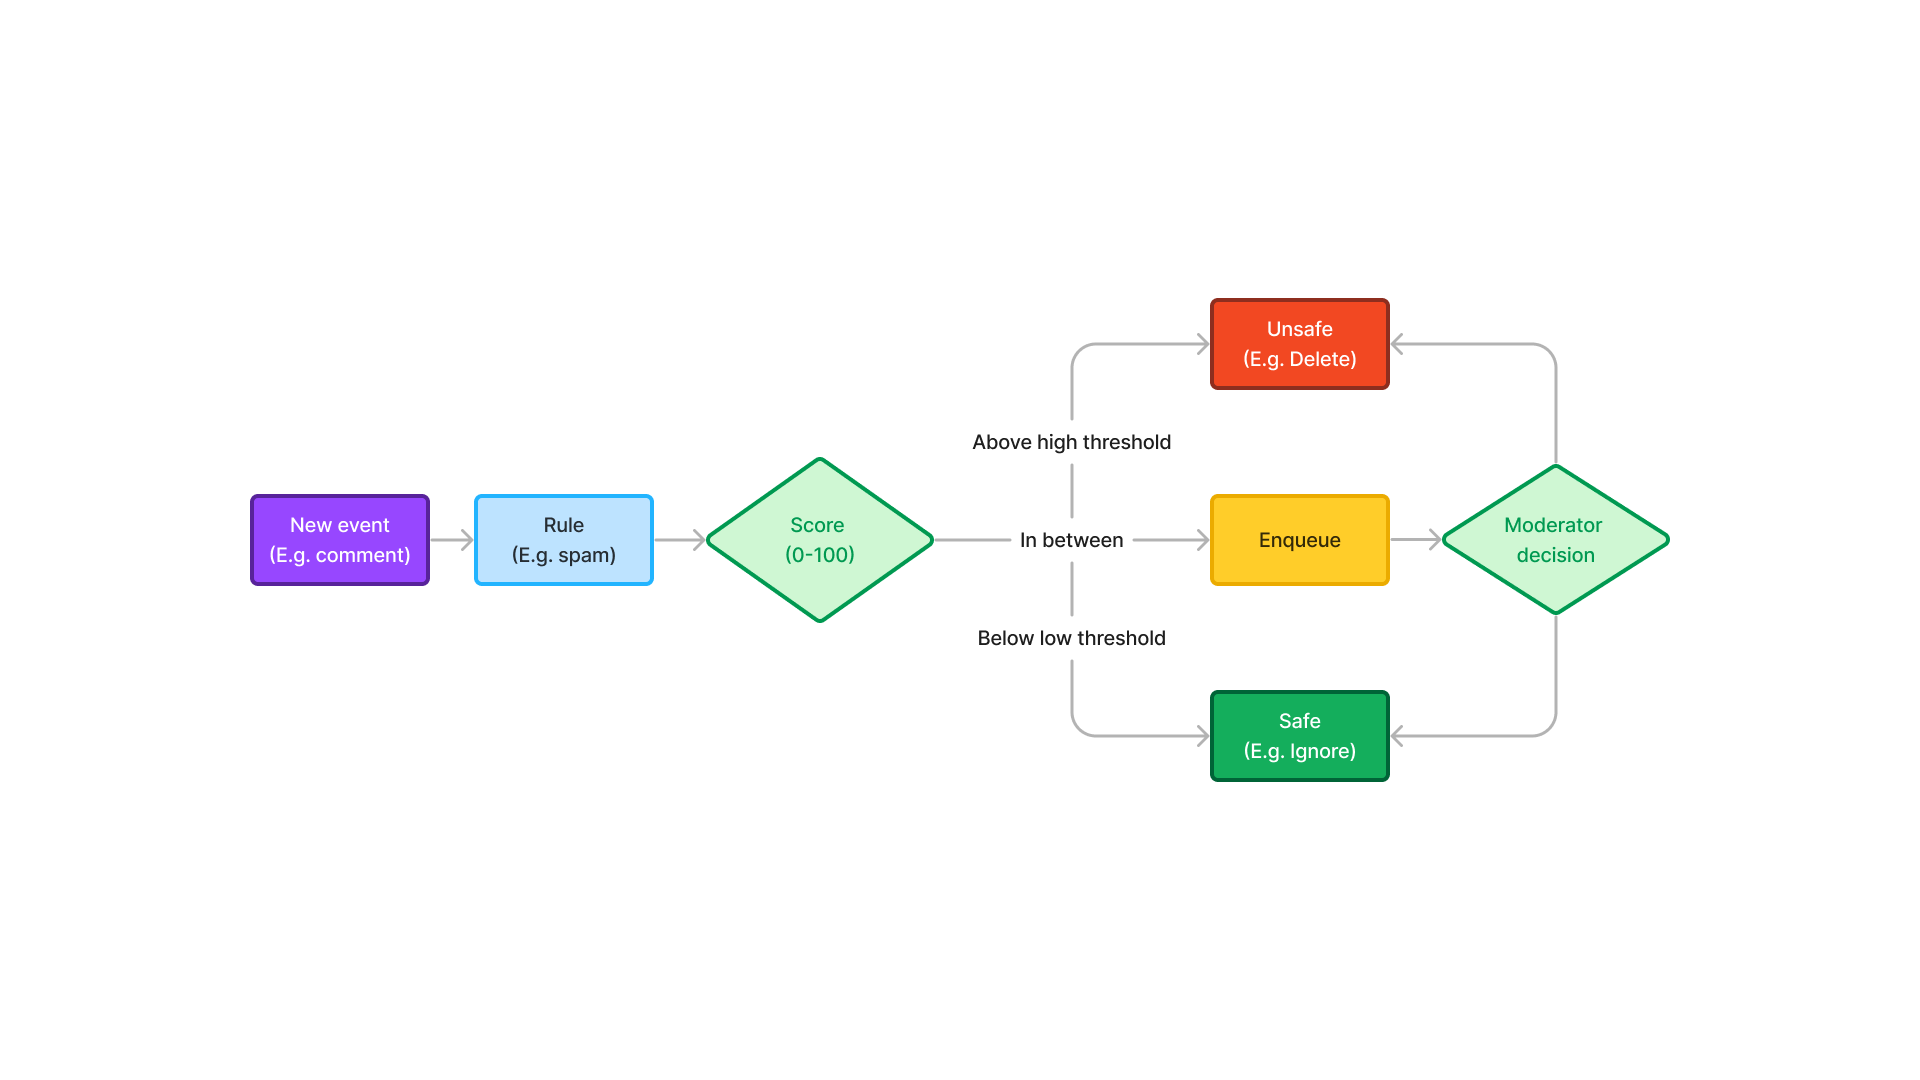 New event
(E.g. comment)
Rule
(E.g. spam)
Score
(0-100)
Above high threshold
In between
Below low threshold
Unsafe
(E.g. Delete)
Enqueue
Safe
(E.g. Ignore)
Moderator
decision